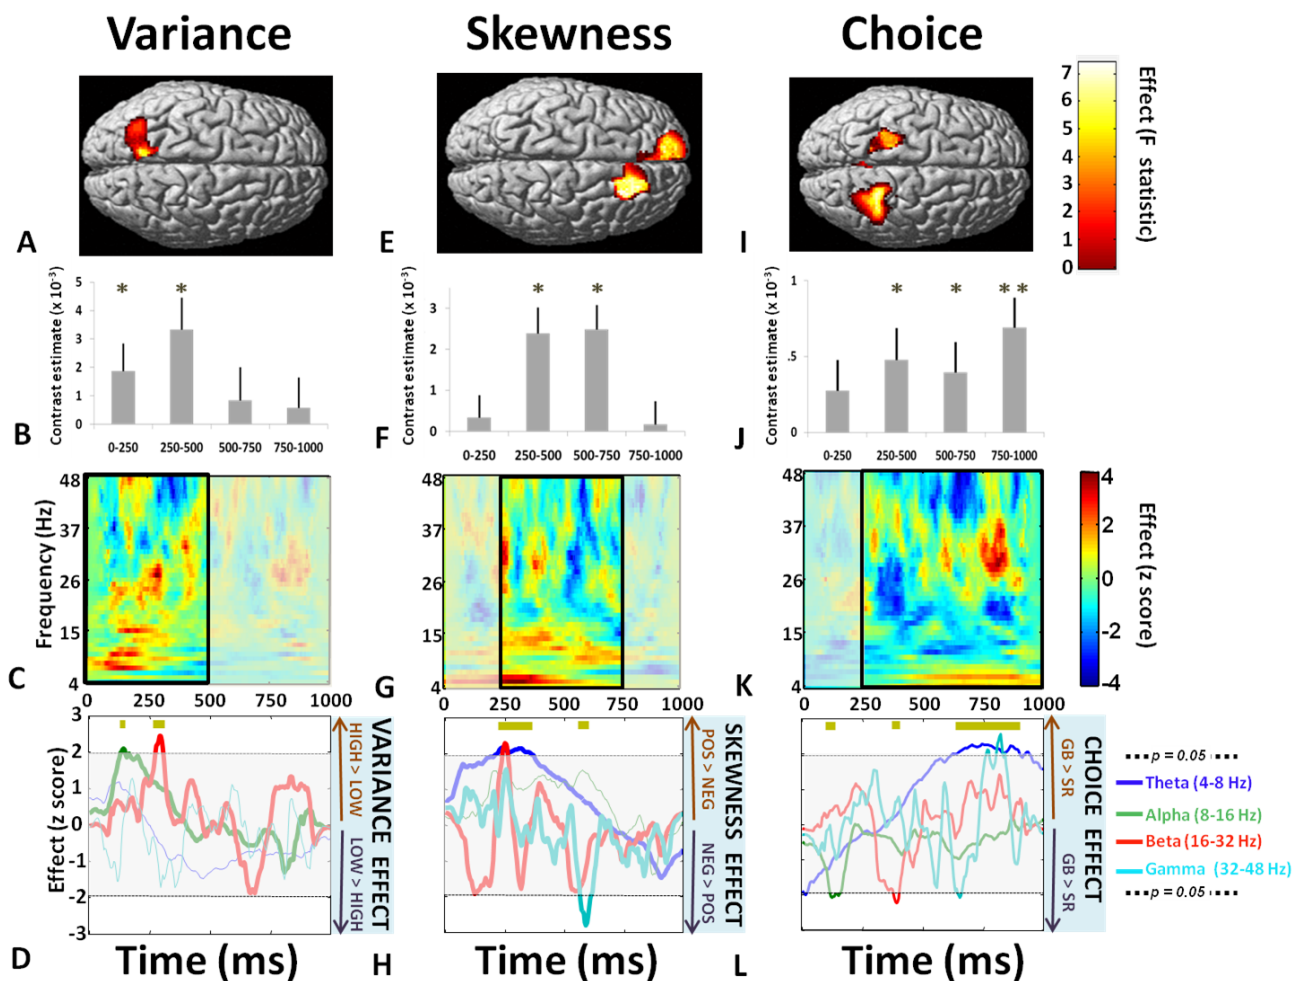 Variance
Skewness
Choice
A
E
I
7
6
5
4
3
2
1
0
Effect (F statistic)
B
Contrast estimate (x 10-3)
5
4
3
2
1
0
*
*
0-250
250-500
500-750
750-1000
F
Contrast estimate (x 10-3)
3
2
1
0
*
*
0-250
250-500
500-750
750-1000
J
Contrast estimate (x 10-3)
1
.5
0
*
*
* *
0-250
250-500
500-750
750-1000
C
Frequency (Hz)
48
37
26
15
4
0
250
500
750
1000
G
48
37
26
15
4
0
250
500
750
1000
K
48
37
26
15
4
0
250
500
750
1000
4
2
0
-2
-4
Effect (z score)
D
Effect (z score)
3
2
1
0
-1
-2
-3
HIGH > LOW
LOW > HIGH
VARIANCE EFFECT
Time (ms)
H
POS > NEG
NEG > POS
SKEWNESS EFFECT
Time (ms)
L
GB > SR
GB > SR
CHOICE EFFECT
Time (ms)
p = 0.05
Theta (4-8 Hz)
Alpha (8-16 Hz)
Beta (16-32 Hz)
Gamma (32-48 Hz)
p = 0.05